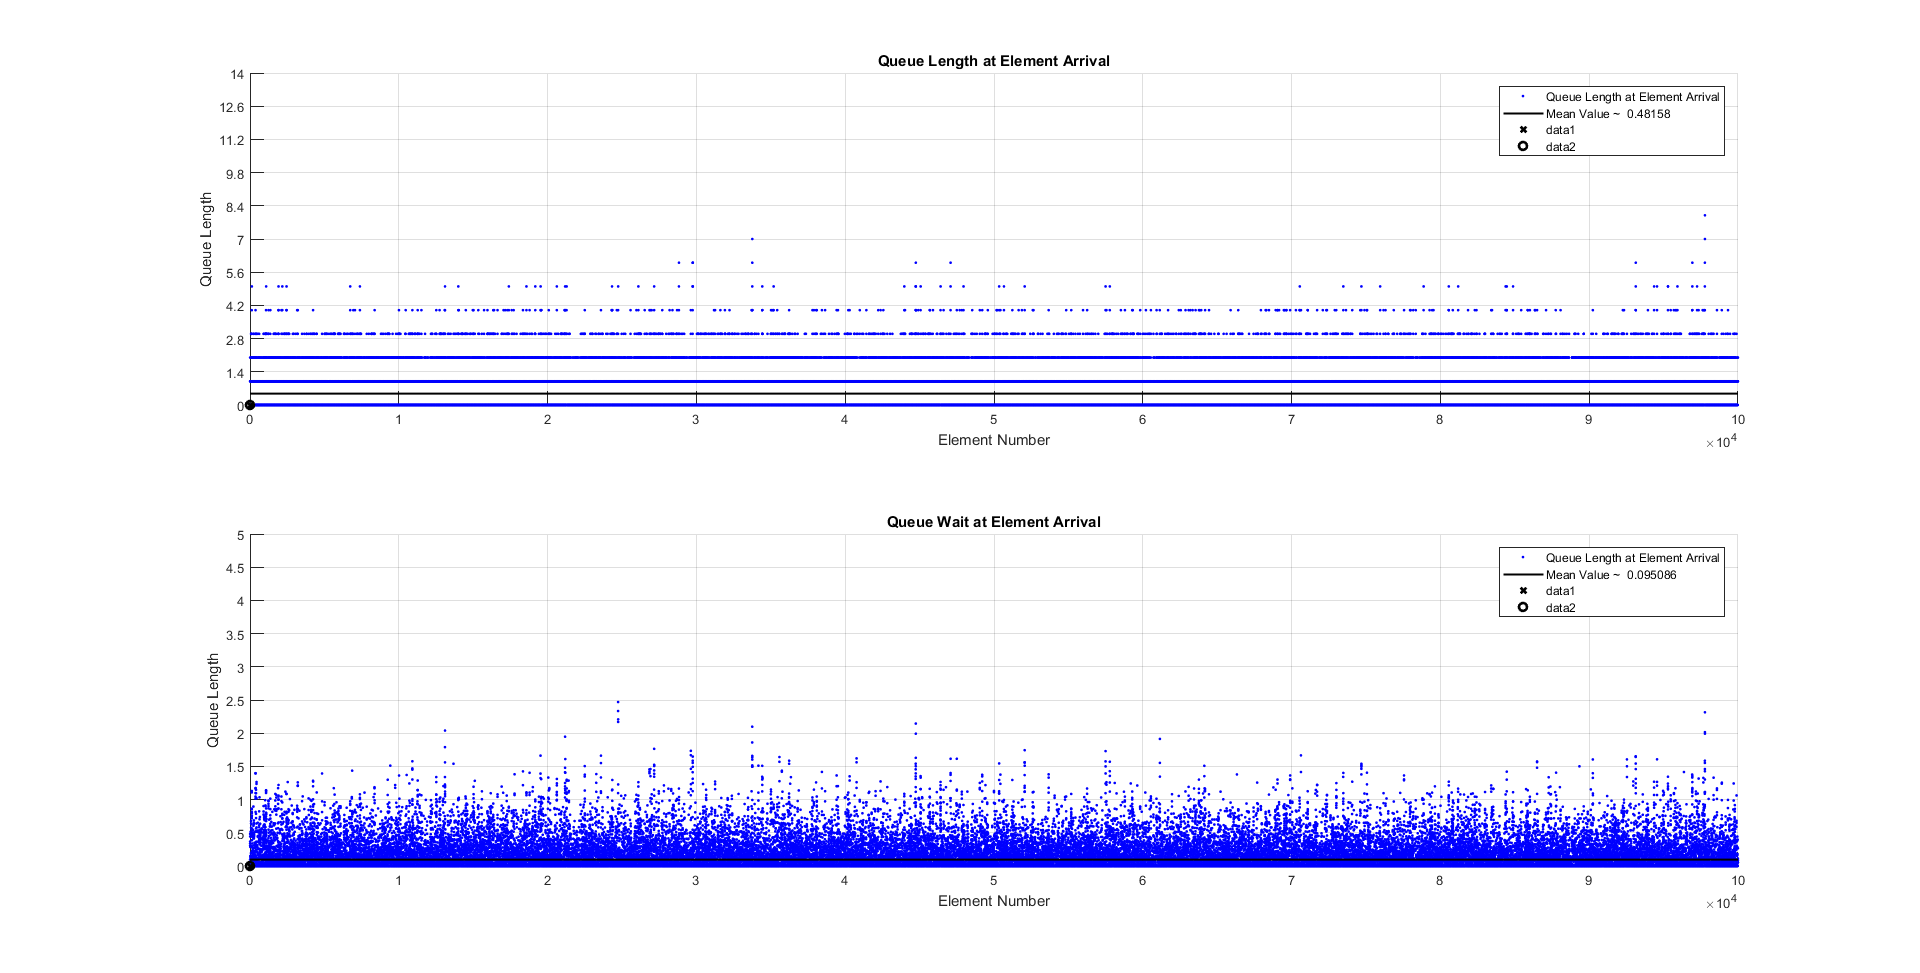 Queue Length at Element Arrival
14
12.6
11.2
9.8
8.4
7
5.6
4.2
2.8
1.4
0
Queue Length
Queue Length at Element Arrival
Mean Value ~ 0.48158
data1
data2
0 1 2 3 4 5 6 7 8 9 10
Element Number
×10^4
Queue Wait at Element Arrival
5
4.5
4
3.5
3
2.5
2
1.5
1
0.5
0
Queue Length
Queue Length at Element Arrival
Mean Value ~ 0.095086
data1
data2
0 1 2 3 4 5 6 7 8 9 10
Element Number
×10^4